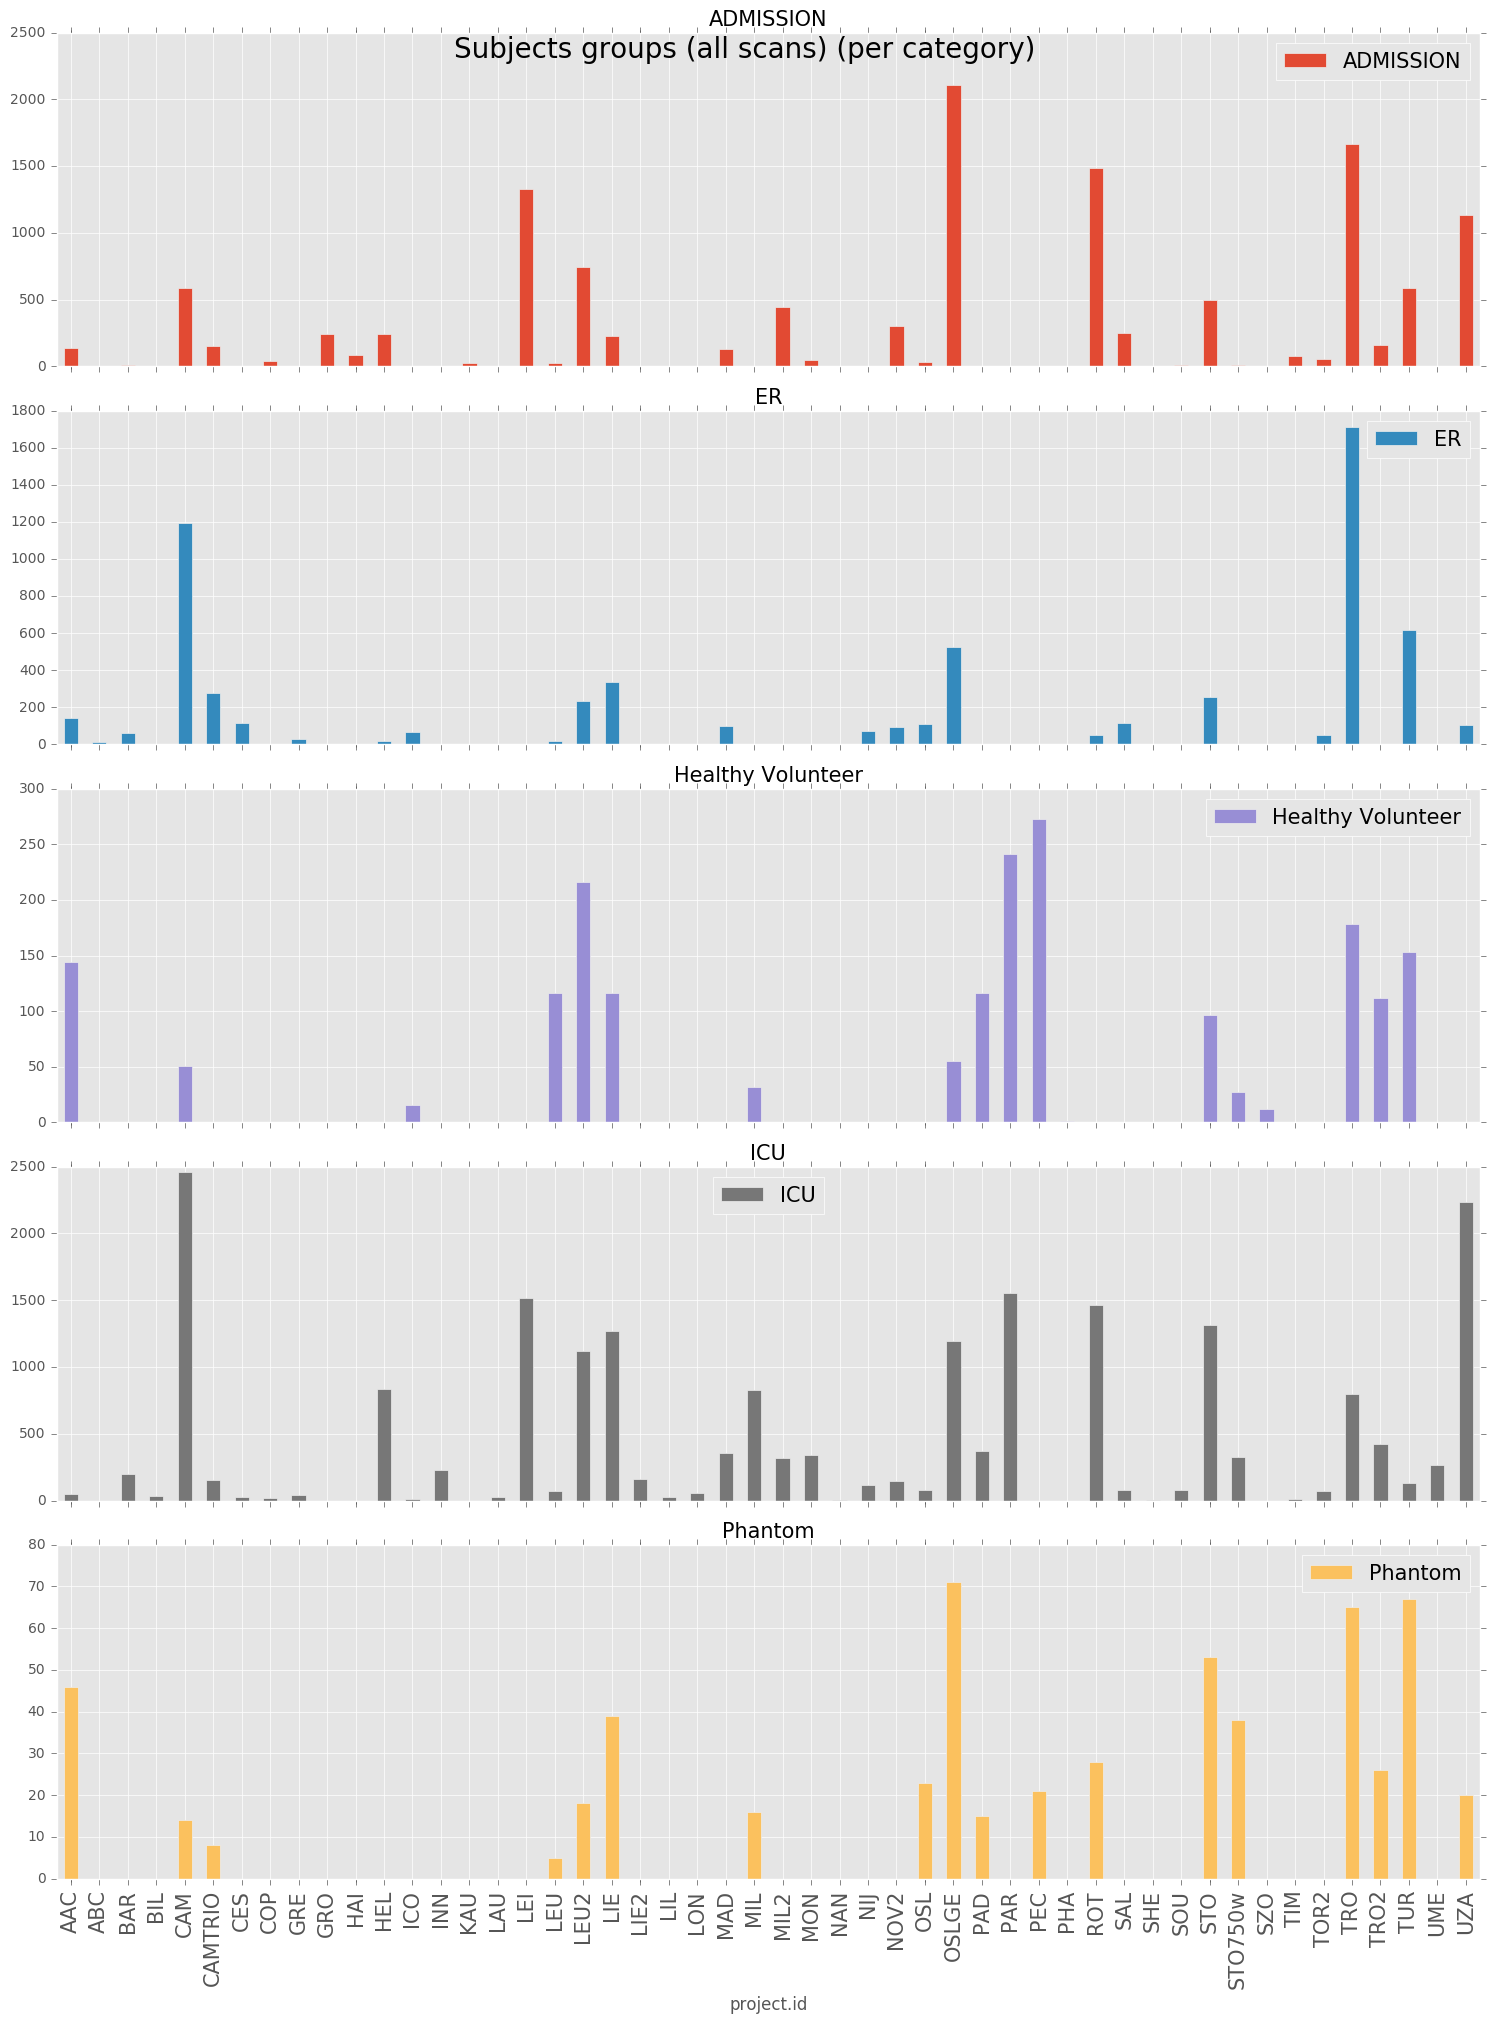 ADMISSION
Subjects groups (all scans) (per category)
ADMISSION
2500
2000
1500
1000
500
0
ER
ER
1800
1600
1400
1200
1000
800
600
400
200
0
Healthy Volunteer
Healthy Volunteer
300
250
200
150
100
50
0
ICU
ICU
2500
2000
1500
1000
500
0
Phantom
Phantom
80
70
60
50
40
30
20
10
0
AAC
ABC
BAR
BIL
CAM
CAMTRIO
CES
COP
GRE
GRO
HAI
HEL
ICO
INN
KAU
LAU
LEI
LEU
LEU2
LIE
LIE2
LIL
LON
MAD
MIL
MIL2
MON
NAN
NIJ
NOV2
OSL
OSLGE
PAD
PAR
PEC
PHA
ROT
SAL
SHE
SOU
STO
STO750w
SZO
TIM
TOR2
TRO
TRO2
TUR
UME
UZA
project.id